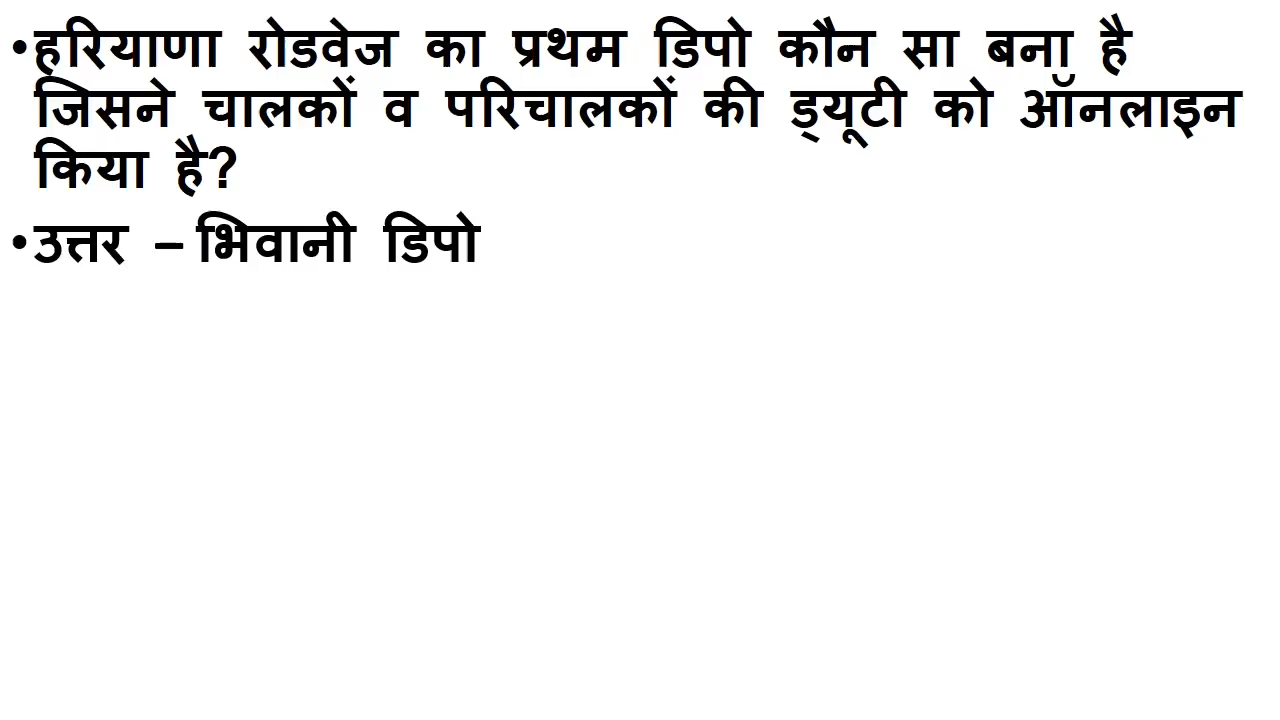 •हरियाणा रोडवेज का प्रथम डिपो कौन सा बना है
जिसने चालकों व परिचालकों की ड्यूटी को ऑनलाइन
किया है?
•उत्तर – भिवानी डिपो